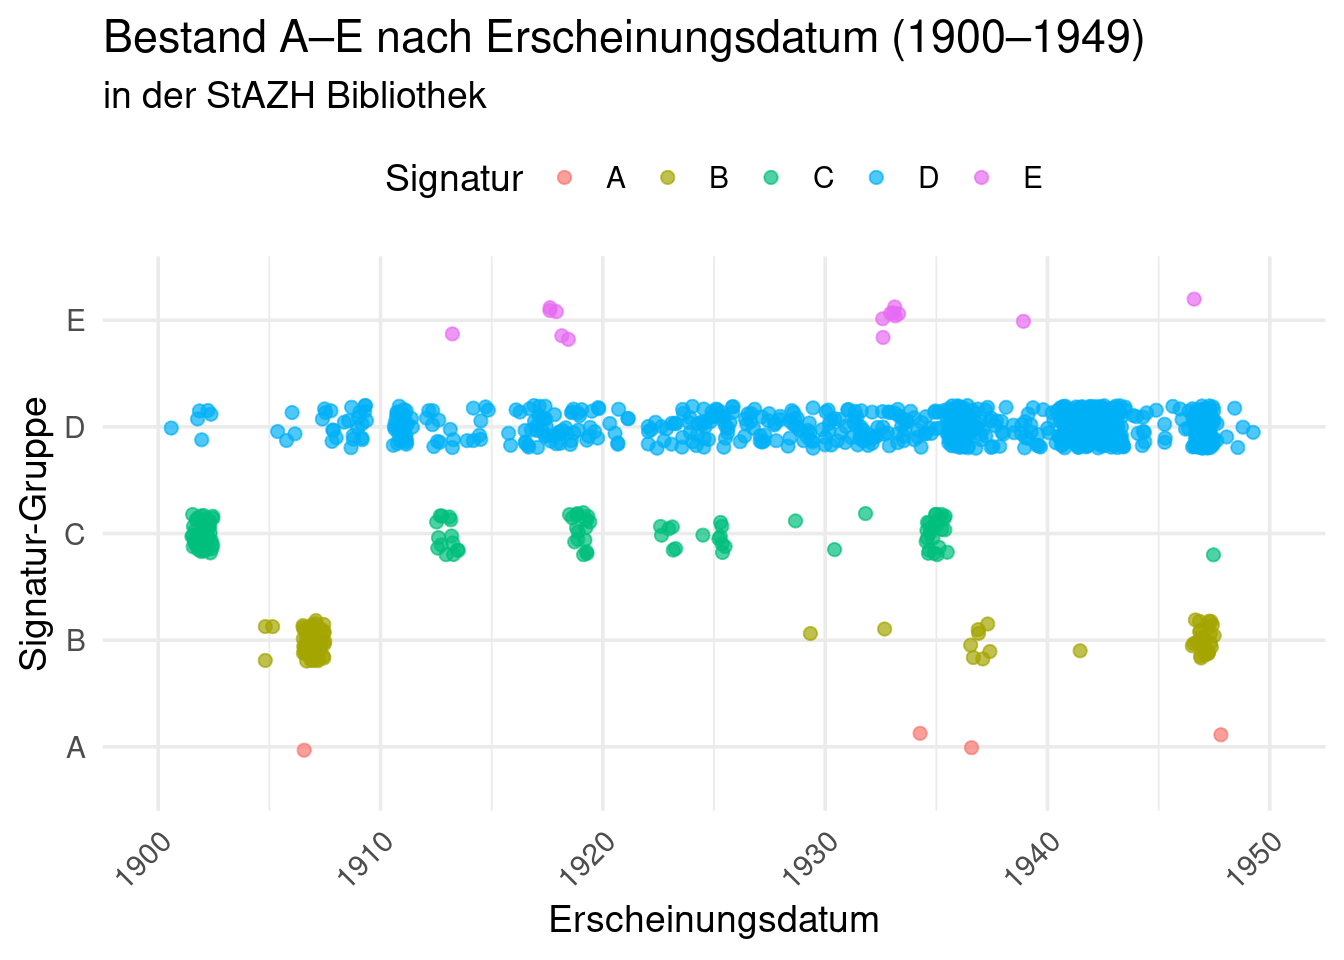 Bestand A–E nach Erscheinungsdatum (1900–1949)
in der StAZH Bibliothek
Signatur A B C D E
Signatur-Gruppe
E
D
C
B
A
1900 1910 1920 1930 1940 1950
Erscheinungsdatum